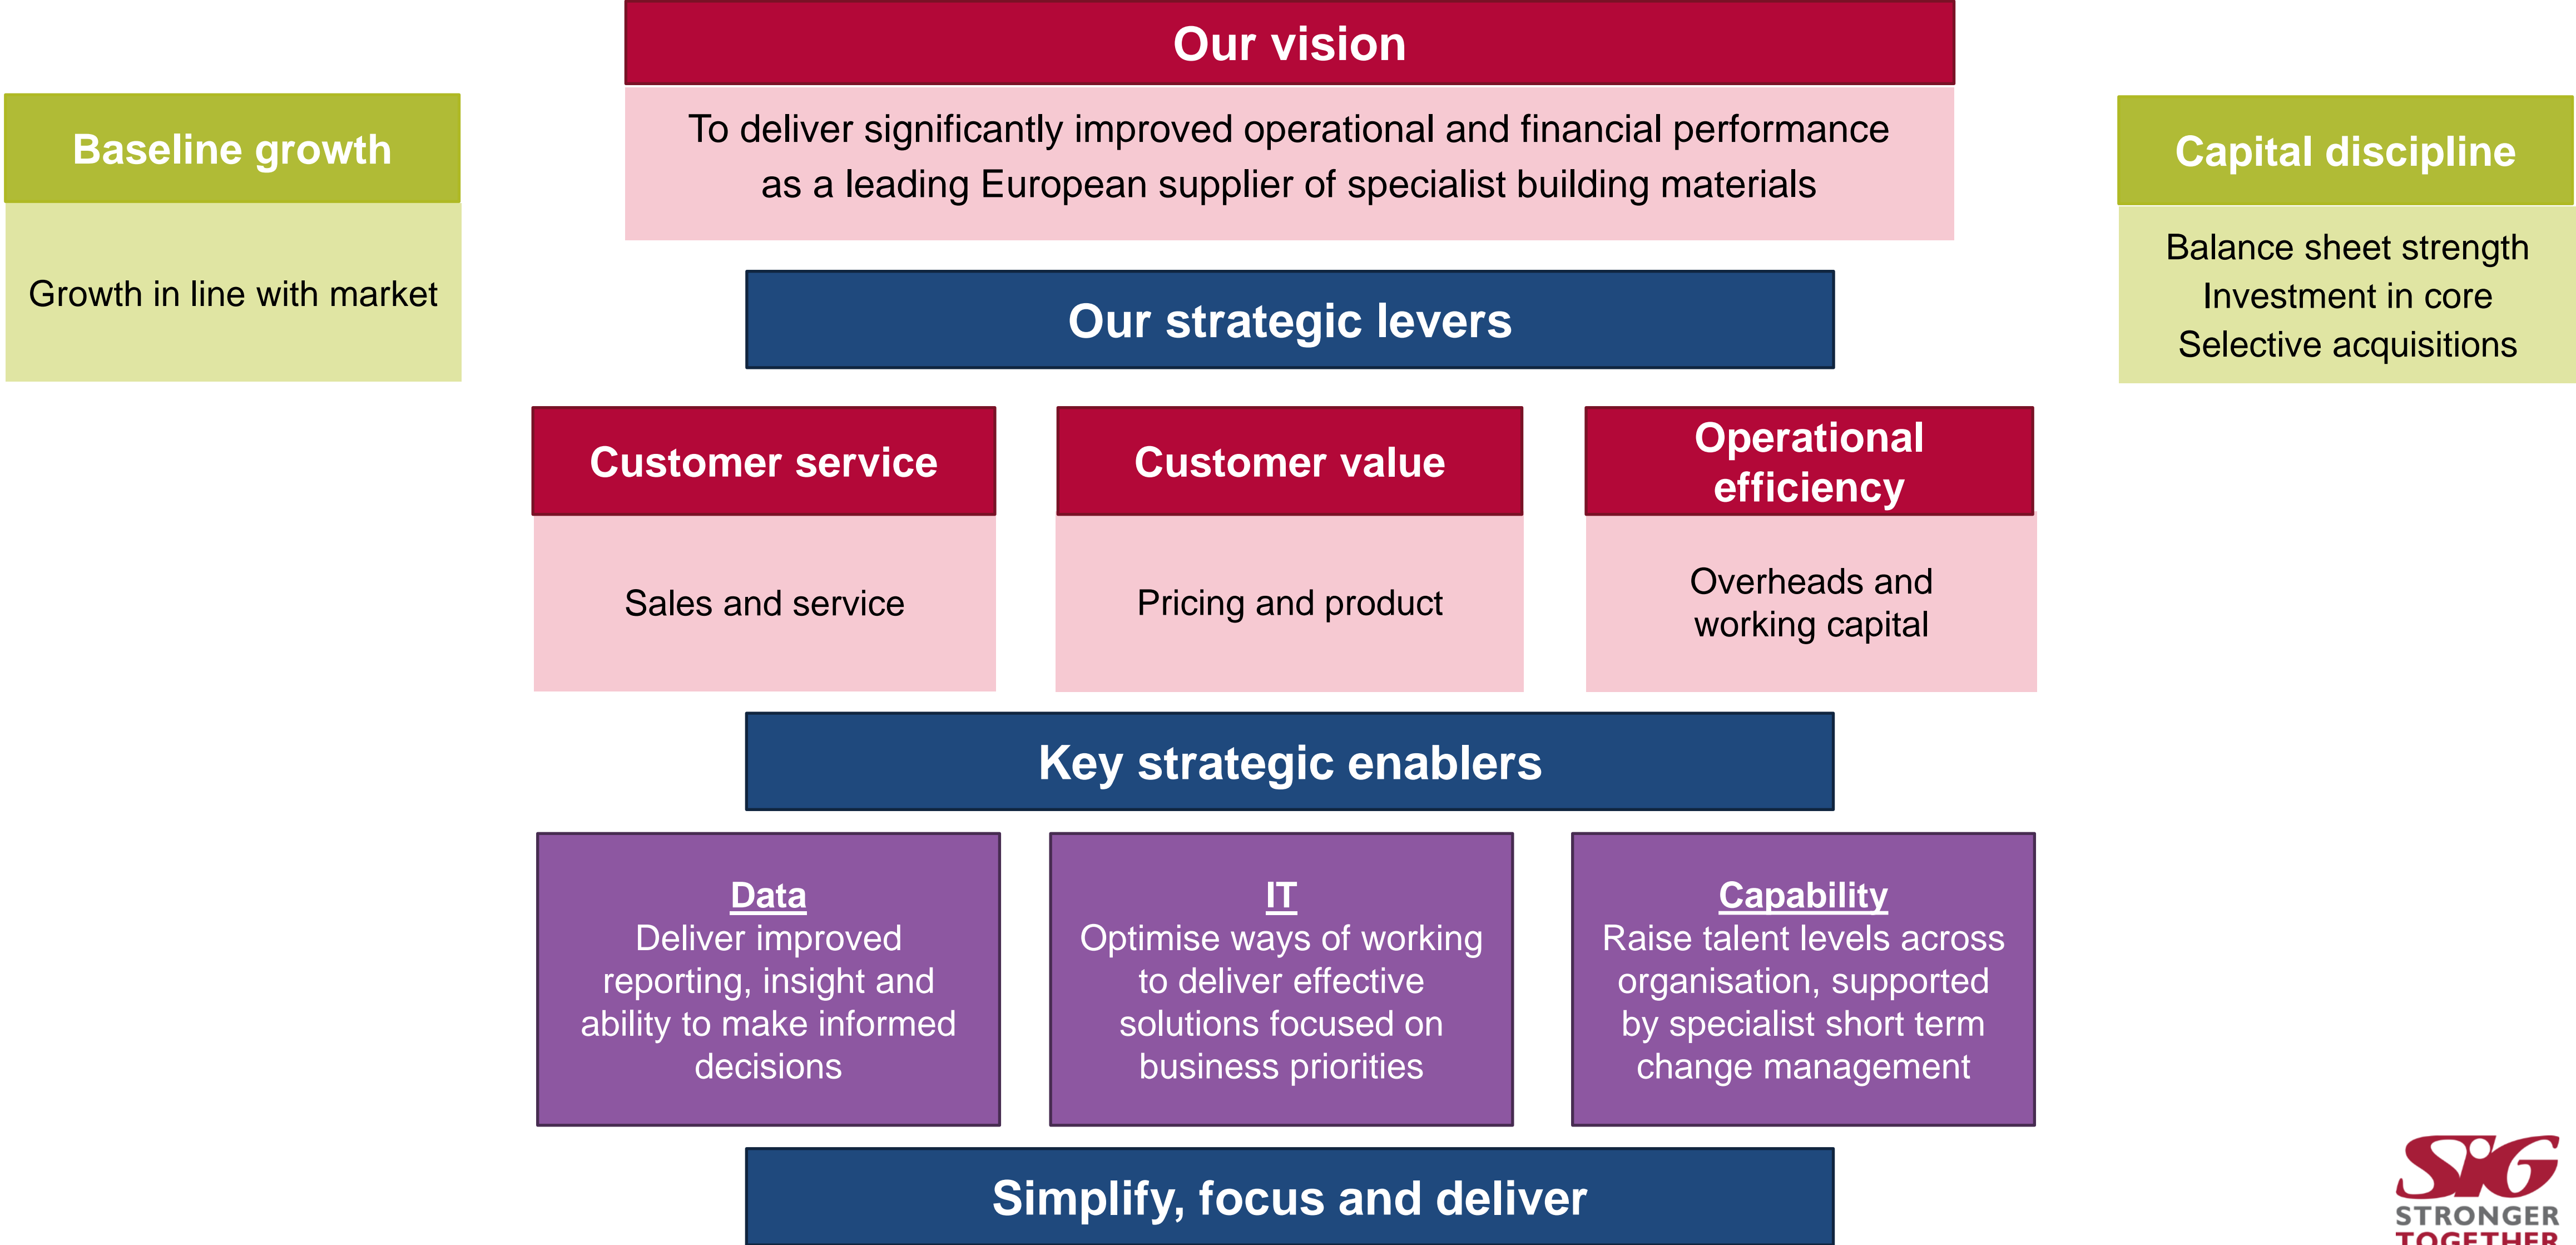 Our vision
To deliver significantly improved operational and financial performance
as a leading European supplier of specialist building materials
Baseline growth
Growth in line with market
Capital discipline
Balance sheet strength
Investment in core
Selective acquisitions
Our strategic levers
Customer service
Sales and service
Customer value
Pricing and product
Operational
efficiency
Overheads and
working capital
Key strategic enablers
Data
Deliver improved
reporting, insight and
ability to make informed
decisions
IT
Optimise ways of working
to deliver effective
solutions focused on
business priorities
Capability
Raise talent levels across
organisation, supported
by specialist short term
change management
Simplify, focus and deliver
SiG
STRONGER
TOGETHER